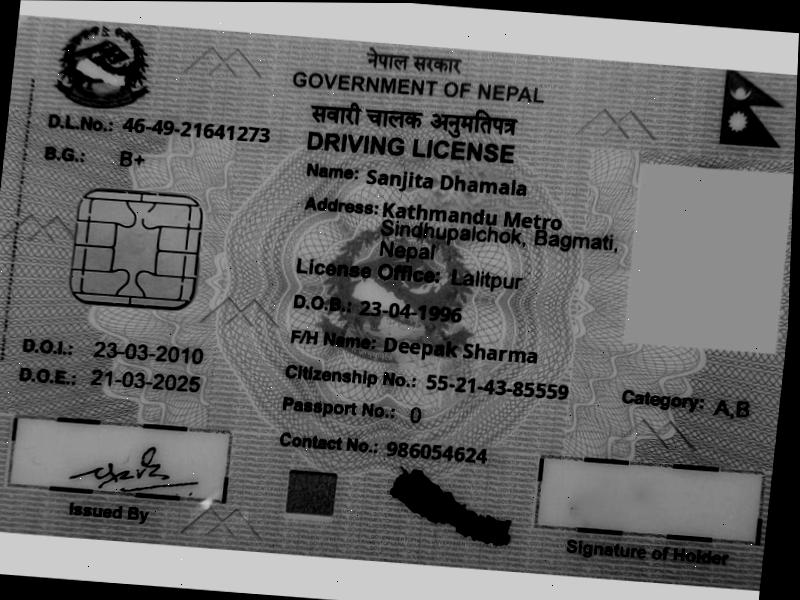 नेपाल सरकार
GOVERNMENT OF NEPAL
सवारी चालक अनुमतिपत्र
DRIVING LICENSE
D.L.No.: 46-49-21641273
B.G.: B+
Name: Sanjita Dhamala
Address: Kathmandu Metro
Sindhupalchok, Bagmati,
Nepal
License Office: Lalitpur
D.O.B.: 23-04-1996
F/H Name: Deepak Sharma
D.O.I.: 23-03-2010
D.O.E.: 21-03-2025
Citizenship No.: 55-21-43-85559
Category: A,B
Passport No.: 0
Contact No.: 986054624
Issued By
Signature of Holder